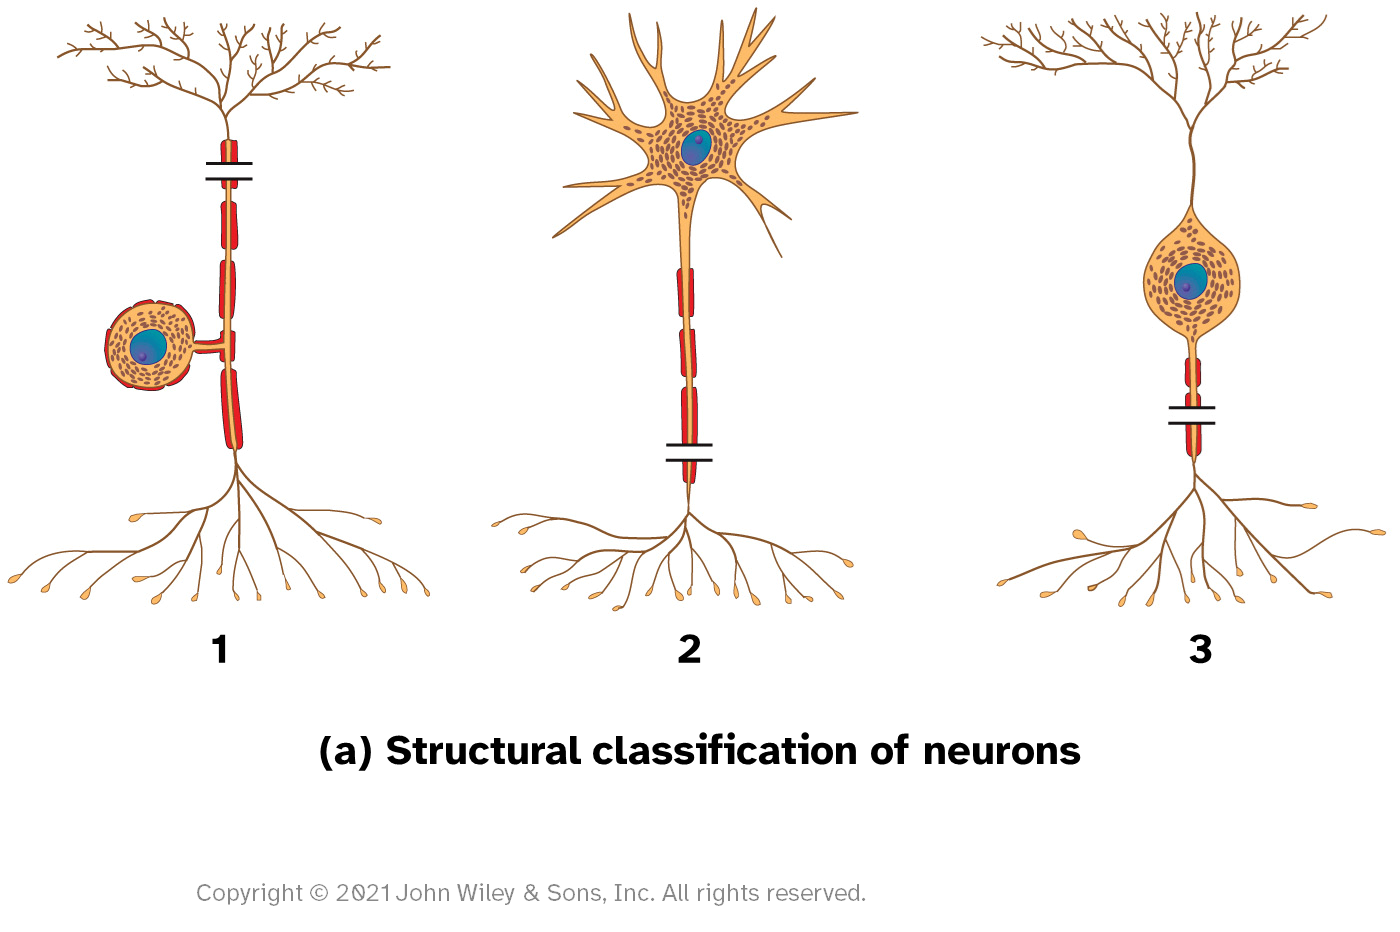 1
2
3
(a) Structural classification of neurons
Copyright © 2021 John Wiley & Sons, Inc. All rights reserved.